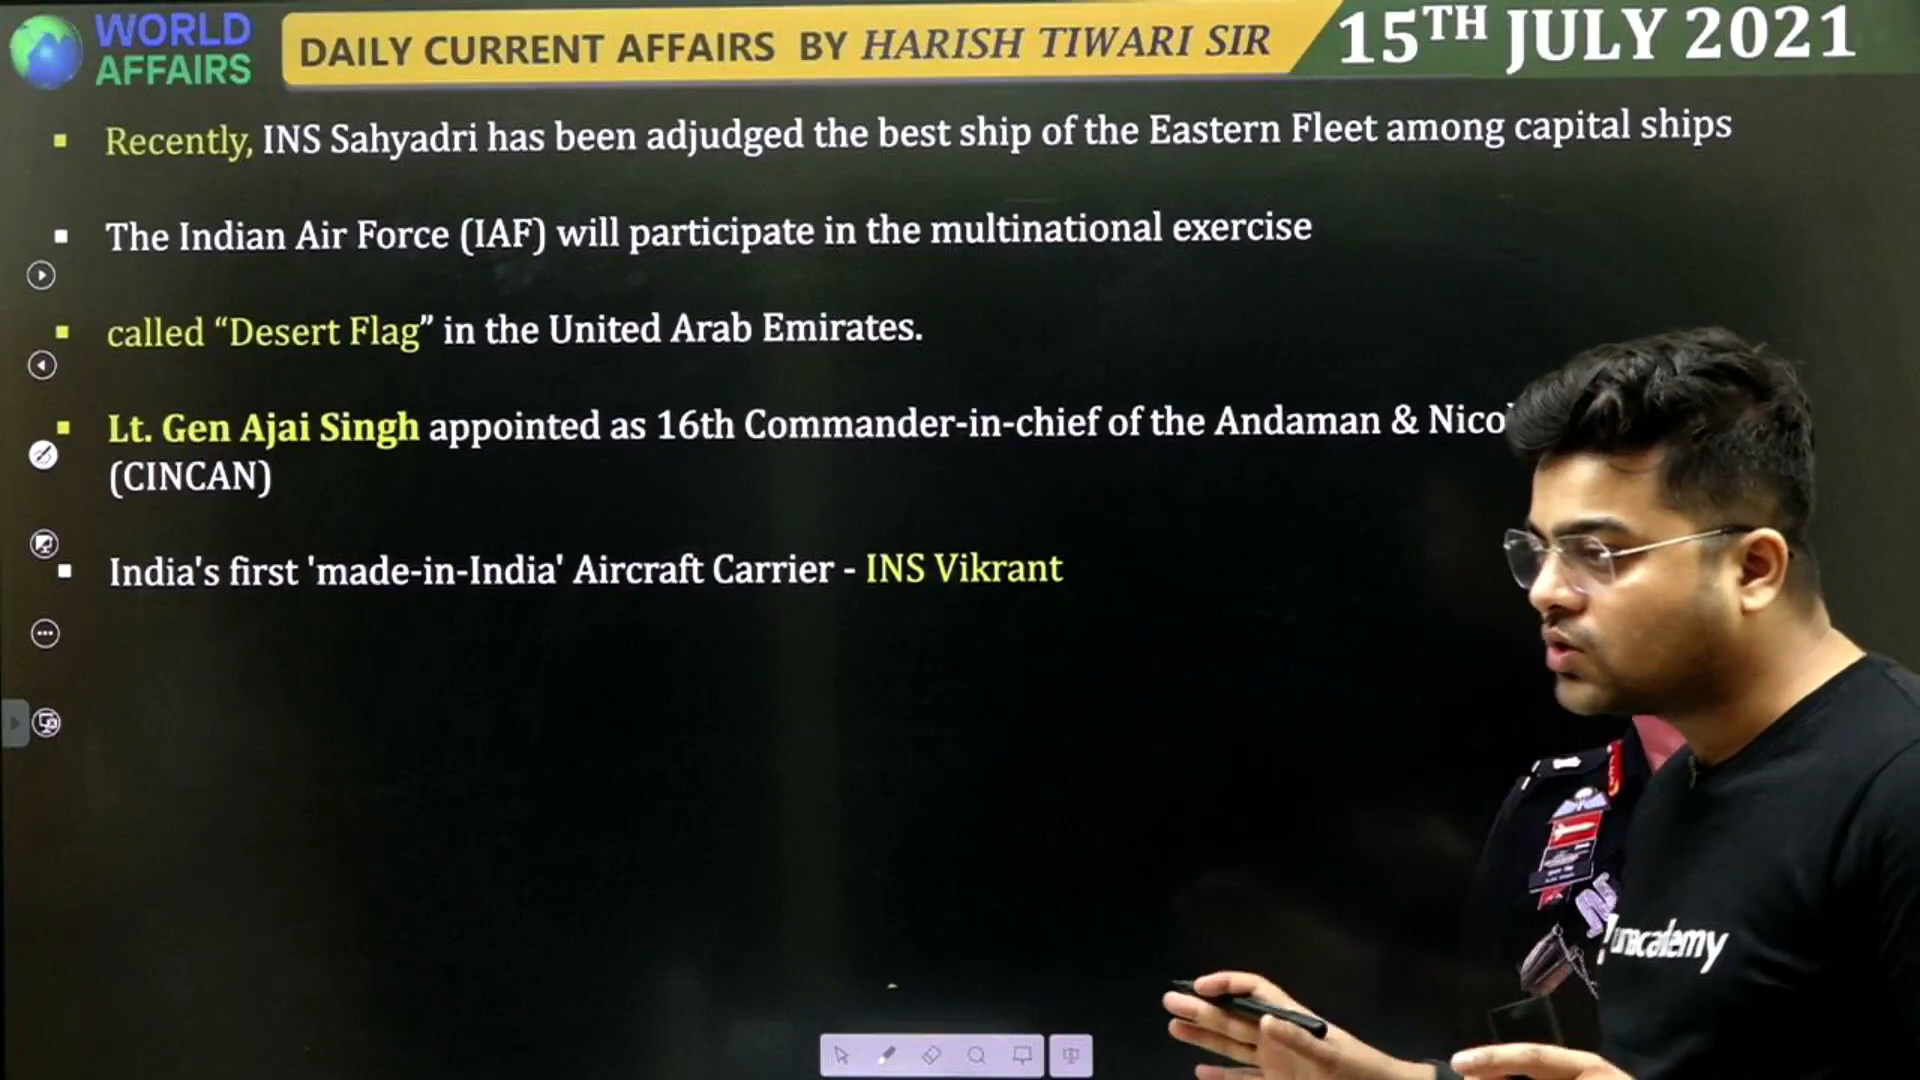 WORLD
AFFAIRS
DAILY CURRENT AFFAIRS BY HARISH TIWARI SIR
15TH JULY 2021
Recently, INS Sahyadri has been adjudged the best ship of the Eastern Fleet among capital ships
The Indian Air Force (IAF) will participate in the multinational exercise
called “Desert Flag” in the United Arab Emirates.
Lt. Gen Ajai Singh appointed as 16th Commander-in-chief of the Andaman &
(CINCAN)
India's first 'made-in-India' Aircraft Carrier - INS Vikrant
unacademy